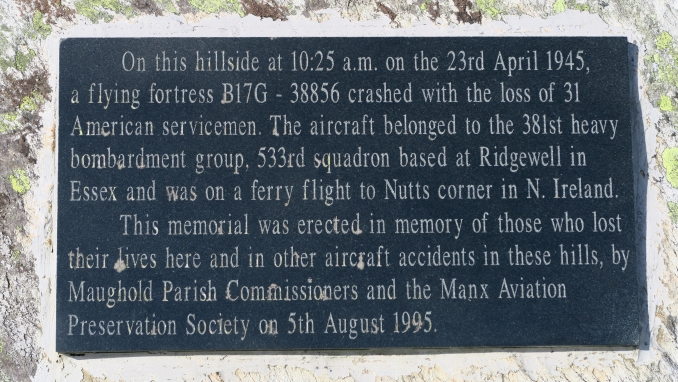 On this hillside at 10:25 a.m. on the 23rd April 1945,
a flying fortress B17G - 38856 crashed with the loss of 31
American servicemen. The aircraft belonged to the 381st heavy
bombardment group, 533rd squadron based at Ridgewell in
Essex and was on a ferry flight to Nutts corner in N. Ireland.
This memorial was erected in memory of those who lost
their lives here and in other aircraft accidents in these hills, by
Maughold Parish Commissioners and the Manx Aviation
Preservation Society on 5th August 1995.